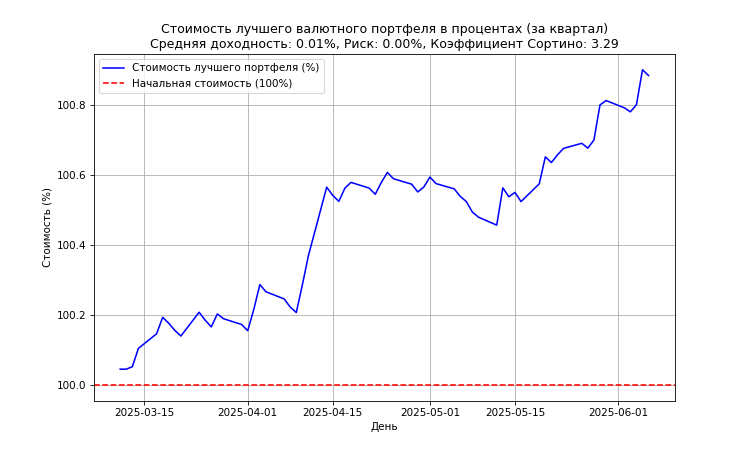 Стоимость лучшего валютного портфеля в процентах (за квартал)
Средняя доходность: 0.01%, Риск: 0.00%, Коэффициент Сортино: 3.29
Стоимость лучшего портфеля (%)
Начальная стоимость (100%)
100.8
100.6
100.4
100.2
100.0
Стоимость (%)
2025-03-15
2025-04-01
2025-04-15
2025-05-01
2025-05-15
2025-06-01
День